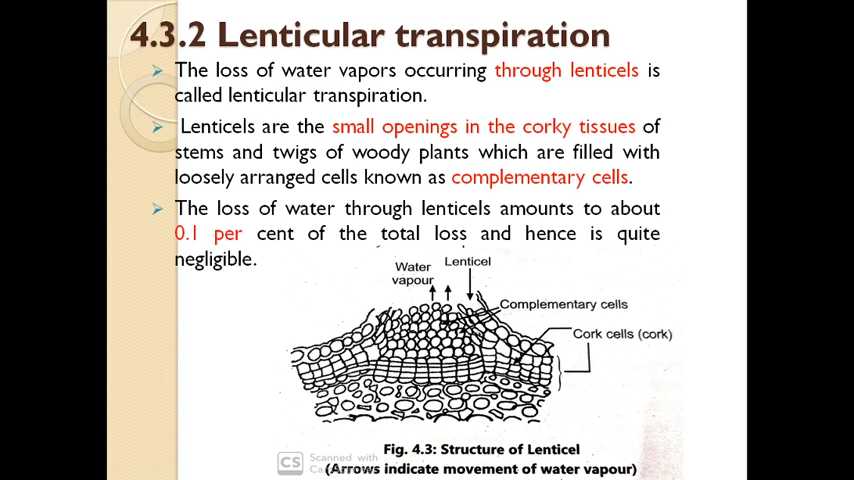 4.3.2 Lenticular transpiration
The loss of water vapors occurring through lenticels is
called lenticular transpiration.
Lenticels are the small openings in the corky tissues of
stems and twigs of woody plants which are filled with
loosely arranged cells known as complementary cells.
The loss of water through lenticels amounts to about
0.1 per cent of the total loss and hence is quite
negligible.
Water
vapour
Lenticel
Complementary cells
Cork cells (cork)
Fig. 4.3: Structure of Lenticel
CS Scanned with
(Arrows indicate movement of water vapour)